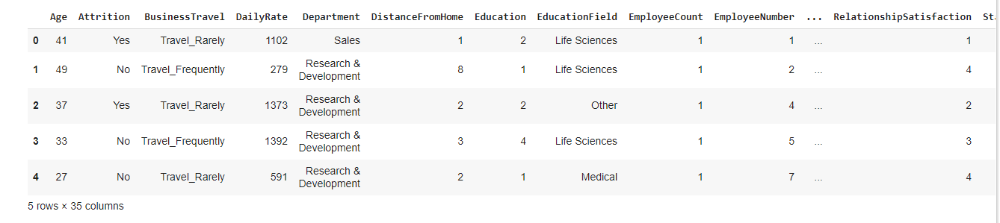 Age Attrition BusinessTravel DailyRate Department DistanceFromHome Education EducationField EmployeeCount EmployeeNumber ... RelationshipSatisfaction
0 41 Yes Travel_Rarely 1102 Sales 1 2 Life Sciences 1 1 ... 1
1 49 No Travel_Frequently 279 Research & Development 8 1 Life Sciences 1 2 ... 4
2 37 Yes Travel_Rarely 1373 Research & Development 2 2 Other 1 4 ... 2
3 33 No Travel_Frequently 1392 Research & Development 3 4 Life Sciences 1 5 ... 3
4 27 No Travel_Rarely 591 Research & Development 2 1 Medical 1 7 ... 4
5 rows × 35 columns